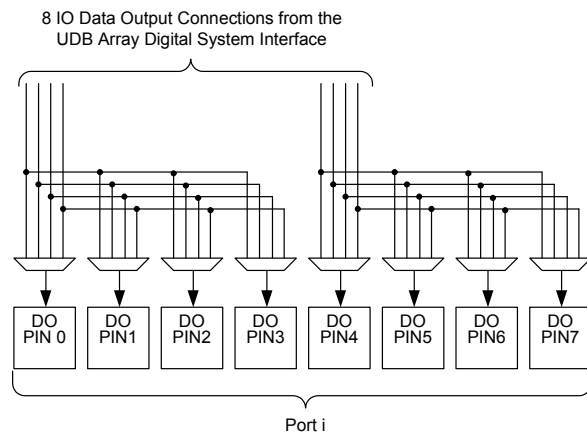 8 IO Data Output Connections from the
UDB Array Digital System Interface
DO
PIN 0
DO
PIN1
DO
PIN2
DO
PIN3
DO
PIN4
DO
PIN5
DO
PIN6
DO
PIN7
Port i